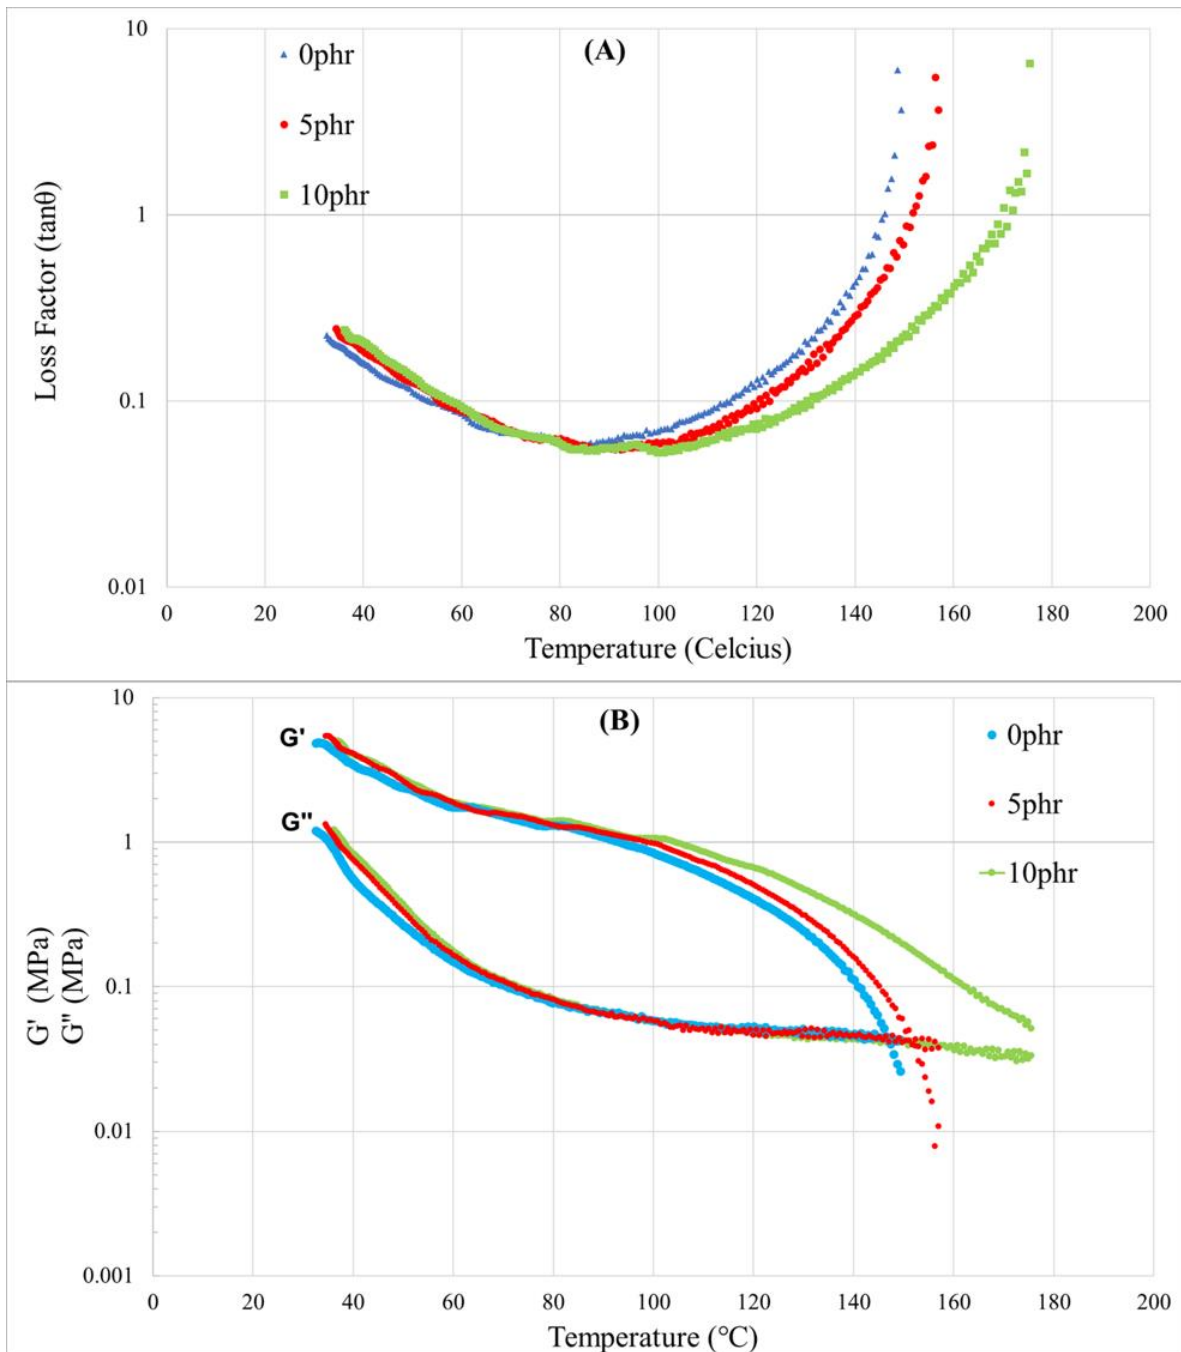 (A)
0phr
5phr
10phr
Loss Factor (tanθ)
10
1
0.1
0.01
0 20 40 60 80 100 120 140 160 180 200
Temperature (Celcius)
(B)
G'
G"
0phr
5phr
10phr
G' (MPa)
G" (MPa)
10
1
0.1
0.01
0.001
0 20 40 60 80 100 120 140 160 180 200
Temperature (°C)